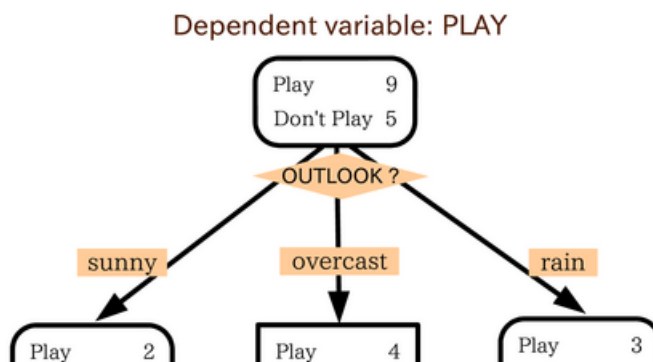 Dependent variable: PLAY
Play 9
Don't Play 5
OUTLOOK ?
sunny
overcast
rain
Play 2
Play 4
Play 3